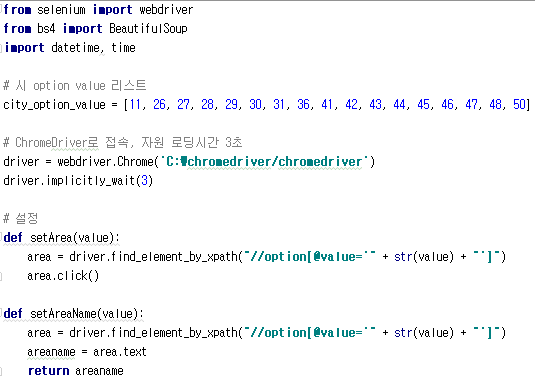 from selenium import webdriver
from bs4 import BeautifulSoup
import datetime, time
# 시 option value 리스트
city_option_value = [11, 26, 27, 28, 29, 30, 31, 36, 41, 42, 43, 44, 45, 46, 47, 48, 50]
# ChromeDriver로 접속, 자원 로딩시간 3초
driver = webdriver.Chrome('C:₩chromedriver/chromedriver')
driver.implicitly_wait(3)
# 설정
def setArea(value):
    area = driver.find_element_by_xpath("//option[@value='" + str(value) + "']")
    area.click()
def setAreaName(value):
    area = driver.find_element_by_xpath("//option[@value='" + str(value) + "']")
    areaname = area.text
    return areaname